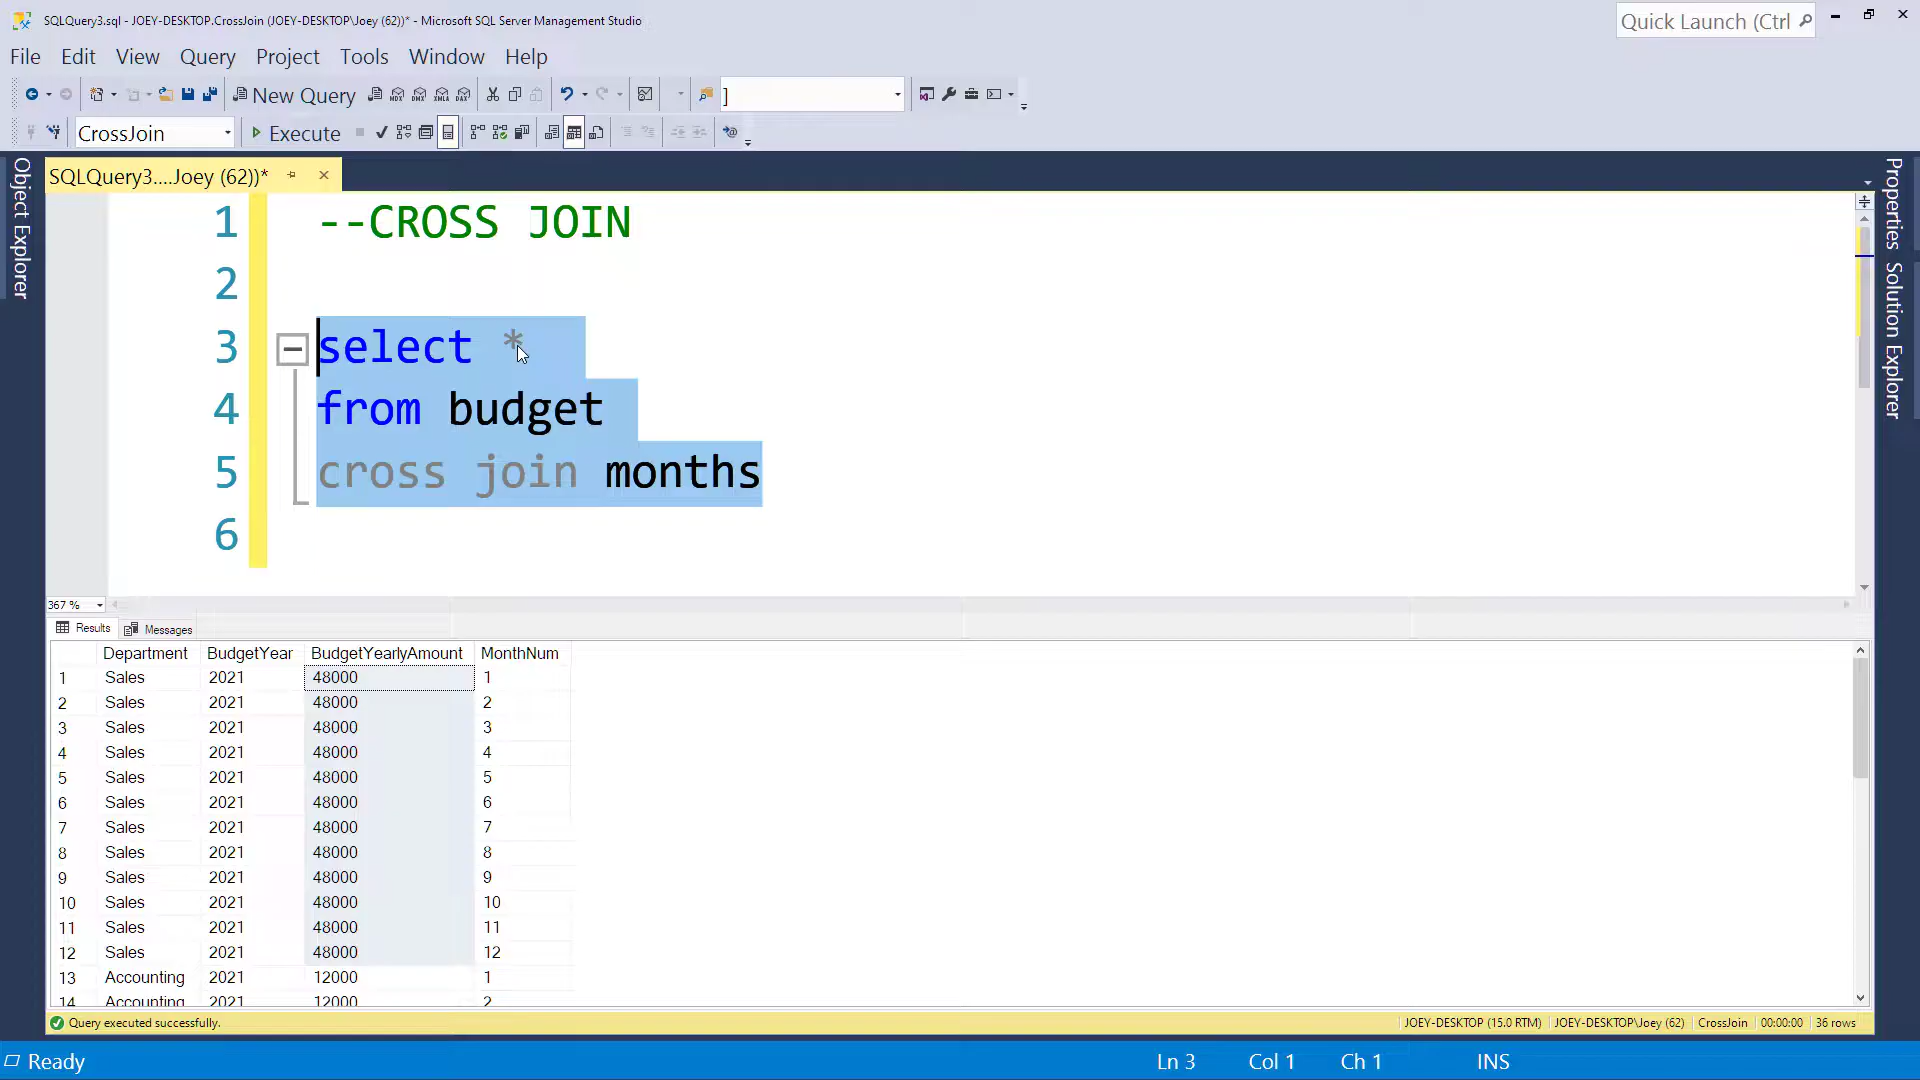 SQLQuery3.sql - JOEY-DESKTOP.CrossJoin (JOEY-DESKTOP\Joey (62))* - Microsoft SQL Server Management Studio
Quick Launch (Ctrl
File Edit View Query Project Tools Window Help
New Query MDX DMX XMLA DAX ]
CrossJoin Execute
SQLQuery3....Joey (62))*
Object Explorer
Properties
Solution Explorer
1 --CROSS JOIN
2
3 select *
4 from budget
5 cross join months
6
367 %
Results Messages
Department BudgetYear BudgetYearlyAmount MonthNum
1 Sales 2021 48000 1
2 Sales 2021 48000 2
3 Sales 2021 48000 3
4 Sales 2021 48000 4
5 Sales 2021 48000 5
6 Sales 2021 48000 6
7 Sales 2021 48000 7
8 Sales 2021 48000 8
9 Sales 2021 48000 9
10 Sales 2021 48000 10
11 Sales 2021 48000 11
12 Sales 2021 48000 12
13 Accounting 2021 12000 1
14 Accounting 2021 12000 2
Query executed successfully. JOEY-DESKTOP (15.0 RTM) JOEY-DESKTOP\Joey (62) CrossJoin 00:00:00 36 rows
Ready Ln 3 Col 1 Ch 1 INS